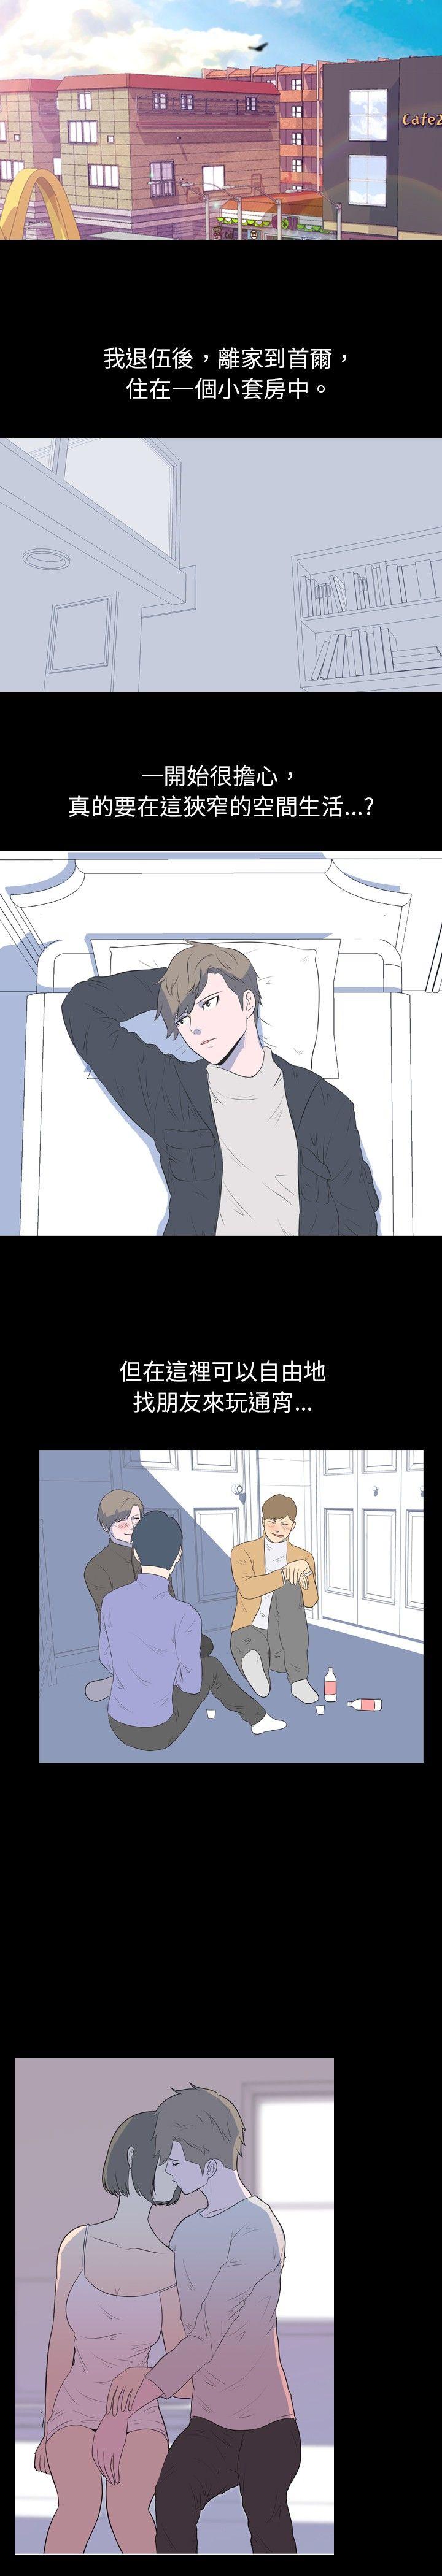 Cafe2
我退伍後，離家到首爾，
住在一個小套房中。
一開始很擔心，
真的要在這狹窄的空間生活...?
但在這裡可以自由地
找朋友來玩通宵...